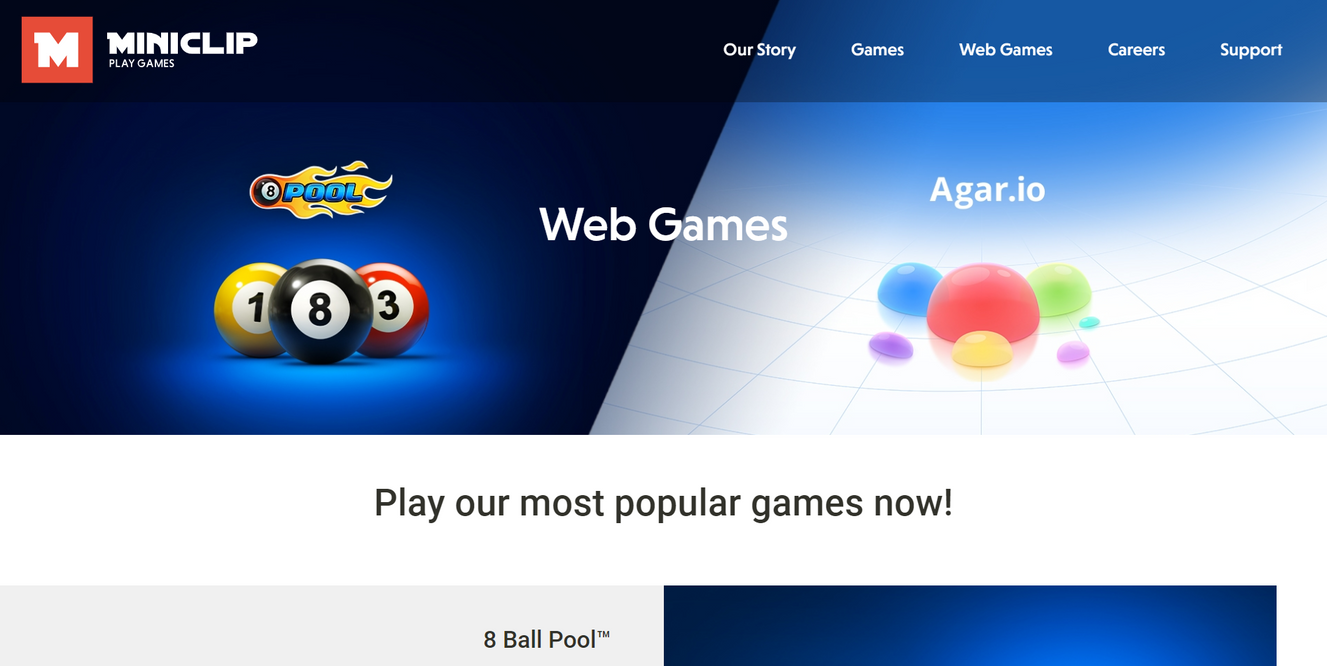 M MINICLIP
PLAY GAMES
Our Story Games Web Games Careers Support
8 POOL
Agar.io
Web Games
1 8 3
Play our most popular games now!
8 Ball Pool™